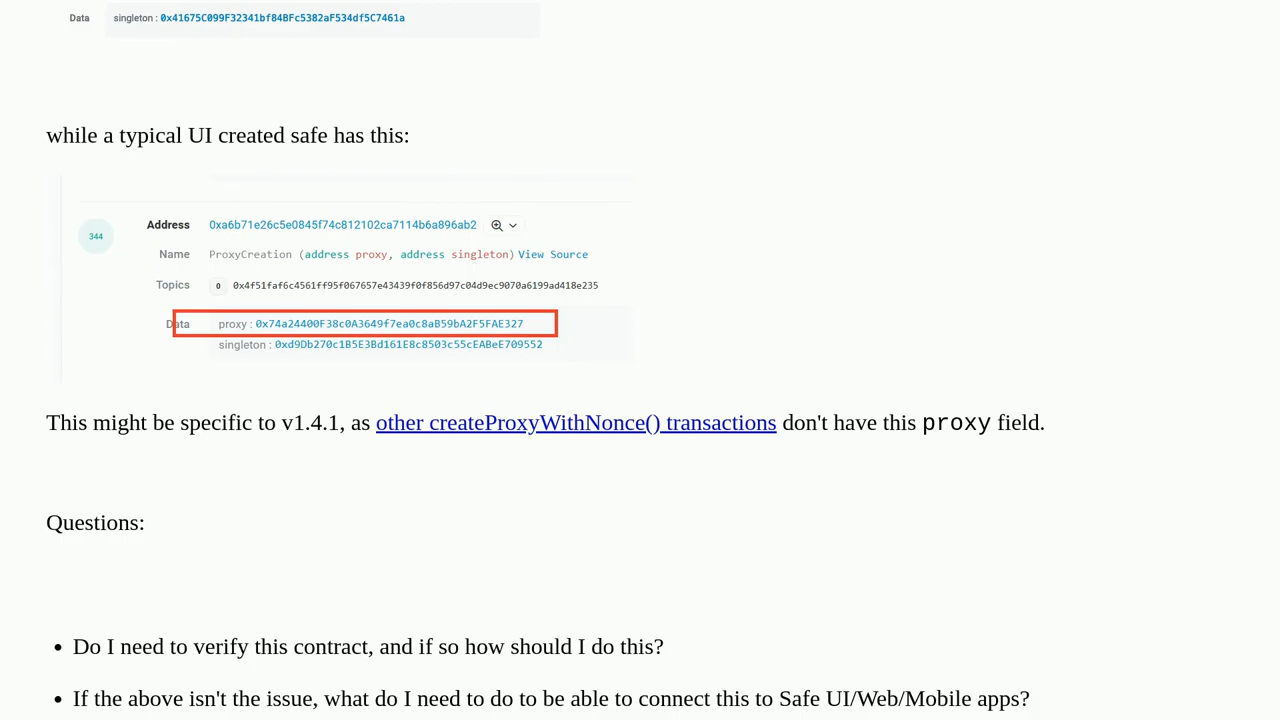 Data singleton : 0x41675C099F32341bf84BFc5382aF534df5C7461a
while a typical UI created safe has this:
344
Address 0xa6b71e26c5e0845f74c812102ca7114b6a896ab2
Name ProxyCreation (address proxy, address singleton) View Source
Topics 0 0x4f51faf6c4561ff95f067657e43439f0f856d97c04d9ec9070a6199ad418e235
Data proxy : 0x74a24400F38c0A3649f7ea0c8aB59bA2F5FAE327
singleton : 0xd9Db270c1B5E3Bd161E8c8503c55cEABeE709552
This might be specific to v1.4.1, as other createProxyWithNonce() transactions don't have this proxy field.
Questions:
• Do I need to verify this contract, and if so how should I do this?
• If the above isn't the issue, what do I need to do to be able to connect this to Safe UI/Web/Mobile apps?